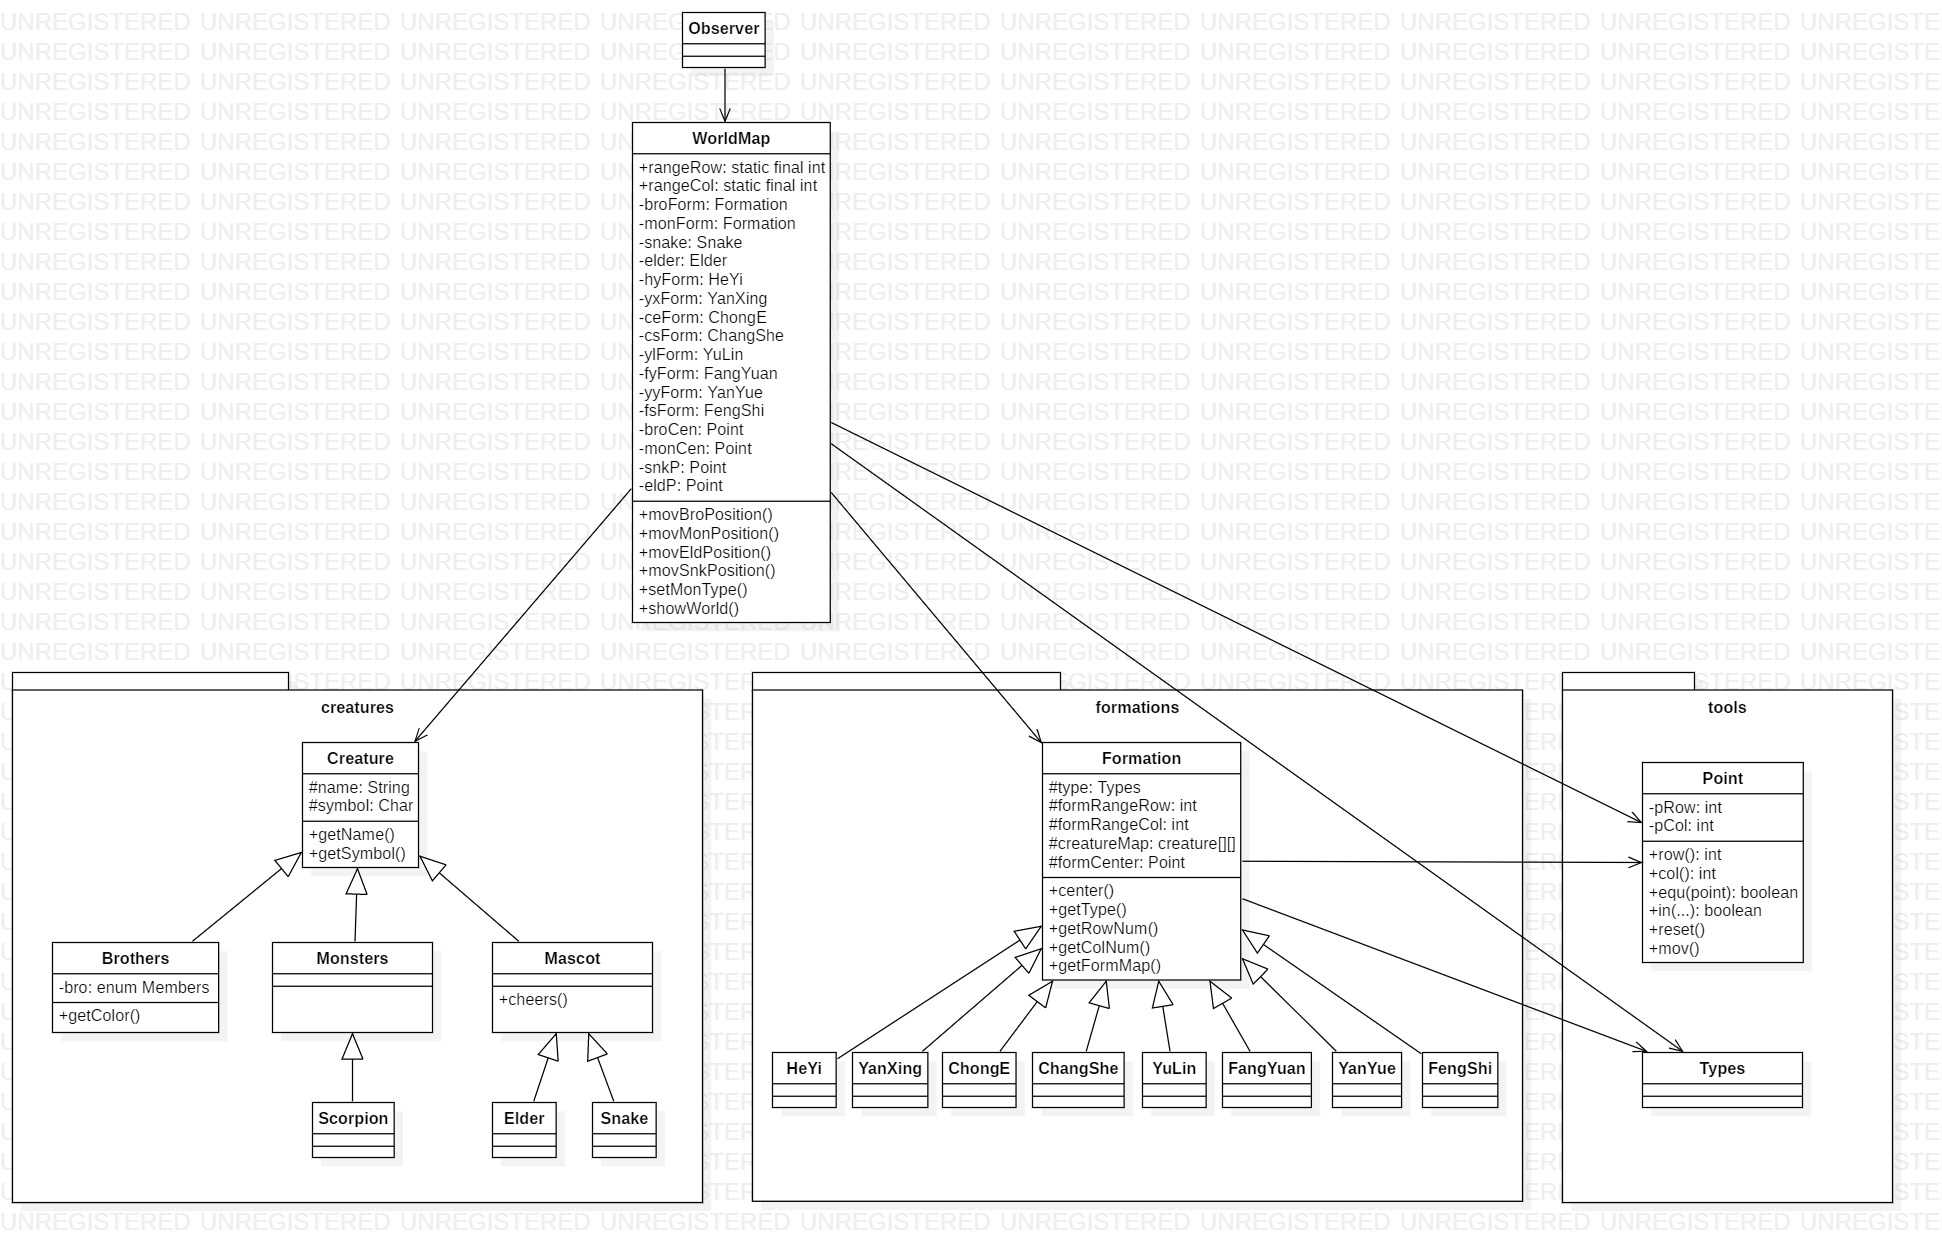 Observer
WorldMap
+rangeRow: static final int
+rangeCol: static final int
-broForm: Formation
-monForm: Formation
-snake: Snake
-elder: Elder
-hyForm: HeYi
-yxForm: YanXing
-ceForm: ChongE
-csForm: ChangShe
-ylForm: YuLin
-fyForm: FangYuan
-yyForm: YanYue
-fsForm: FengShi
-broCen: Point
-monCen: Point
-snkP: Point
-eldP: Point
+movBroPosition()
+movMonPosition()
+movEldPosition()
+movSnkPosition()
+setMonType()
+showWorld()
creatures
Creature
#name: String
#symbol: Char
+getName()
+getSymbol()
Brothers
-bro: enum Members
+getColor()
Monsters
Mascot
+cheers()
Scorpion
Elder
Snake
formations
Formation
#type: Types
#formRangeRow: int
#formRangeCol: int
#creatureMap: creature[][]
#formCenter: Point
+center()
+getType()
+getRowNum()
+getColNum()
+getFormMap()
HeYi
YanXing
ChongE
ChangShe
YuLin
FangYuan
YanYue
FengShi
tools
Point
-pRow: int
-pCol: int
+row(): int
+col(): int
+equ(point): boolean
+in(...): boolean
+reset()
+mov()
Types
UNREGISTERED